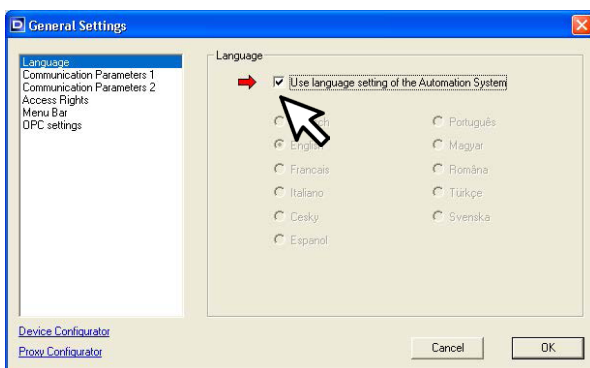 General Settings
Language
Communication Parameters 1
Communication Parameters 2
Access Rights
Menu Bar
OPC settings
Language
Use language setting of the Automation System
English
Francais
Italiano
Cesky
Espanol
Português
Magyar
Româna
Türkçe
Svenska
Device Configurator
Proxy Configurator
Cancel
OK